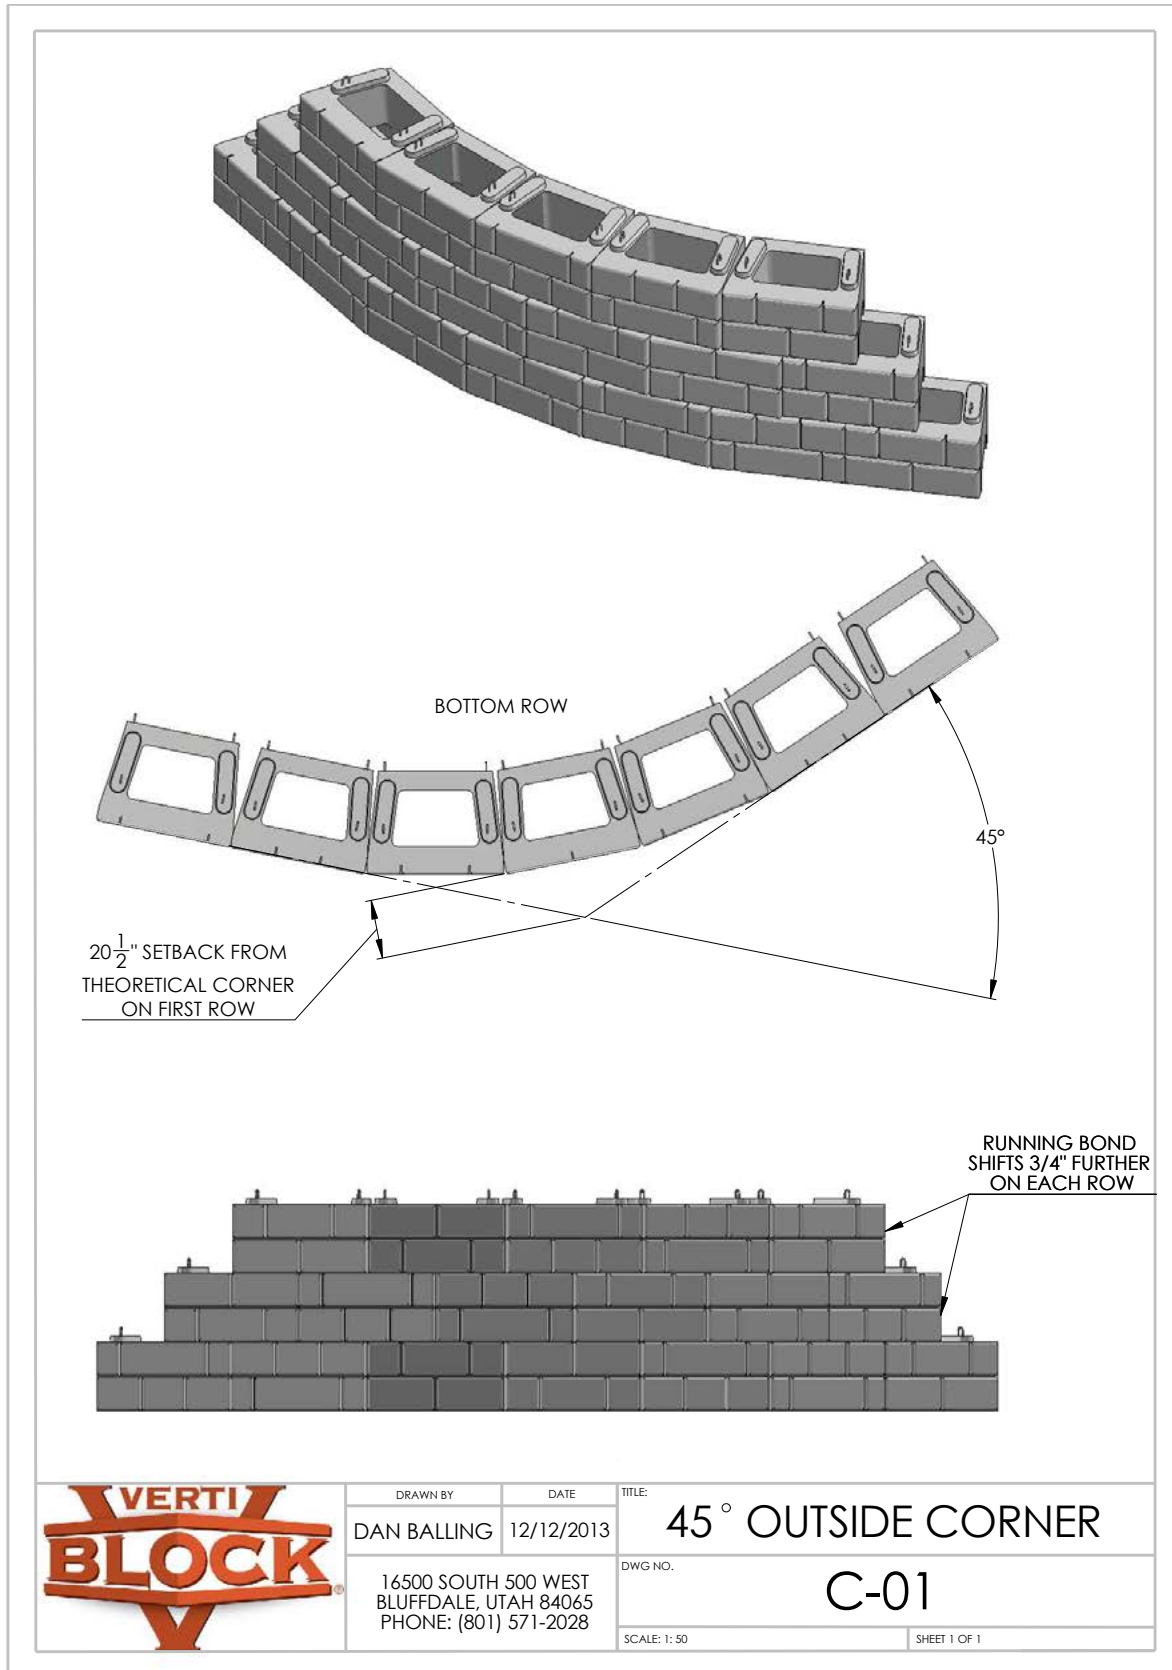 BOTTOM ROW
45°
20 1/2" SETBACK FROM
THEORETICAL CORNER
ON FIRST ROW
RUNNING BOND
SHIFTS 3/4" FURTHER
ON EACH ROW
VERTI
BLOCK
V
®
DRAWN BY
DAN BALLING
DATE
12/12/2013
16500 SOUTH 500 WEST
BLUFFDALE, UTAH 84065
PHONE: (801) 571-2028
TITLE:
45° OUTSIDE CORNER
DWG NO.
C-01
SCALE: 1: 50
SHEET 1 OF 1